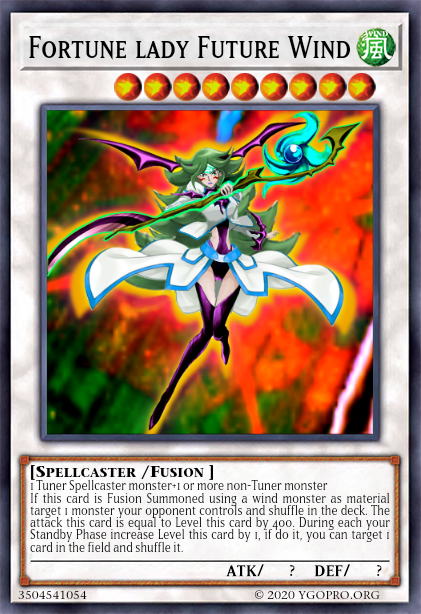 Fortune lady Future Wind
WIND
風
[Spellcaster /Fusion ]
1 Tuner Spellcaster monster+1 or more non-Tuner monster
If this card is Fusion Summoned using a wind monster as material
target 1 monster your opponent controls and shuffle in the deck. The
attack this card is equal to Level this card by 400. During each your
Standby Phase increase Level this card by 1, if do it, you can target 1
card in the field and shuffle it.
ATK/ ? DEF/ ?
3504541054
© 2020 YGOPRO.ORG